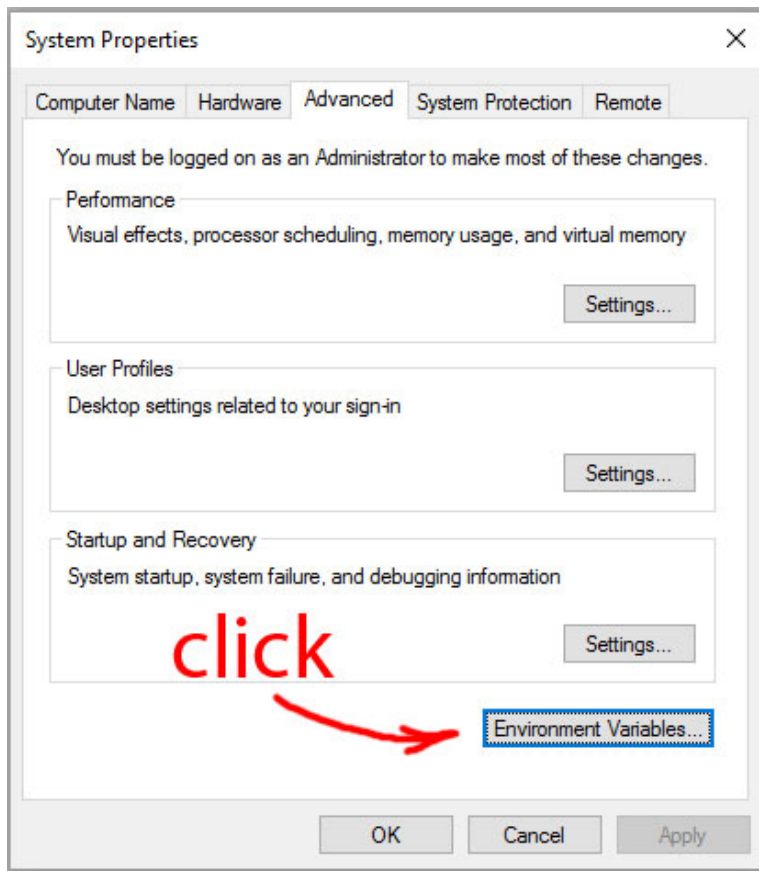 System Properties
Computer Name Hardware Advanced System Protection Remote
You must be logged on as an Administrator to make most of these changes.
Performance
Visual effects, processor scheduling, memory usage, and virtual memory
Settings...
User Profiles
Desktop settings related to your sign-in
Settings...
Startup and Recovery
System startup, system failure, and debugging information
click
Settings...
Environment Variables...
OK Cancel Apply